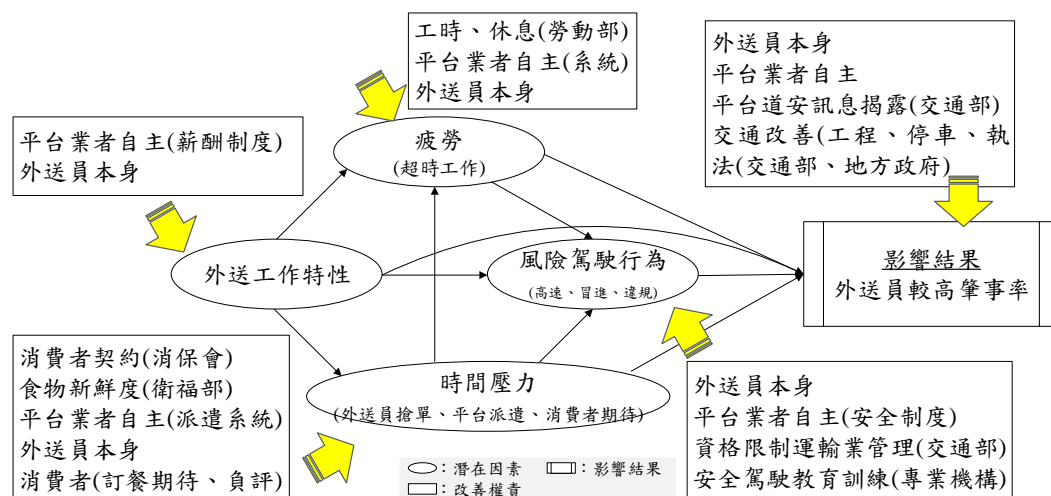 工時、休息(勞動部)
平台業者自主(系統)
外送員本身
外送員本身
平台業者自主
平台道安訊息揭露(交通部)
交通改善(工程、停車、執
法(交通部、地方政府)
平台業者自主(薪酬制度)
外送員本身
疲勞
(超時工作)
外送工作特性
風險駕駛行為
(高速、冒進、違規)
影響結果
外送員較高肇事率
消費者契約(消保會)
食物新鮮度(衛福部)
平台業者自主(派遣系統)
外送員本身
消費者(訂餐期待、負評)
時間壓力
(外送員搶單、平台派遣、消費者期待)
外送員本身
平台業者自主(安全制度)
資格限制運輸業管理(交通部)
安全駕駛教育訓練(專業機構)
：潛在因素
：影響結果
：改善權責